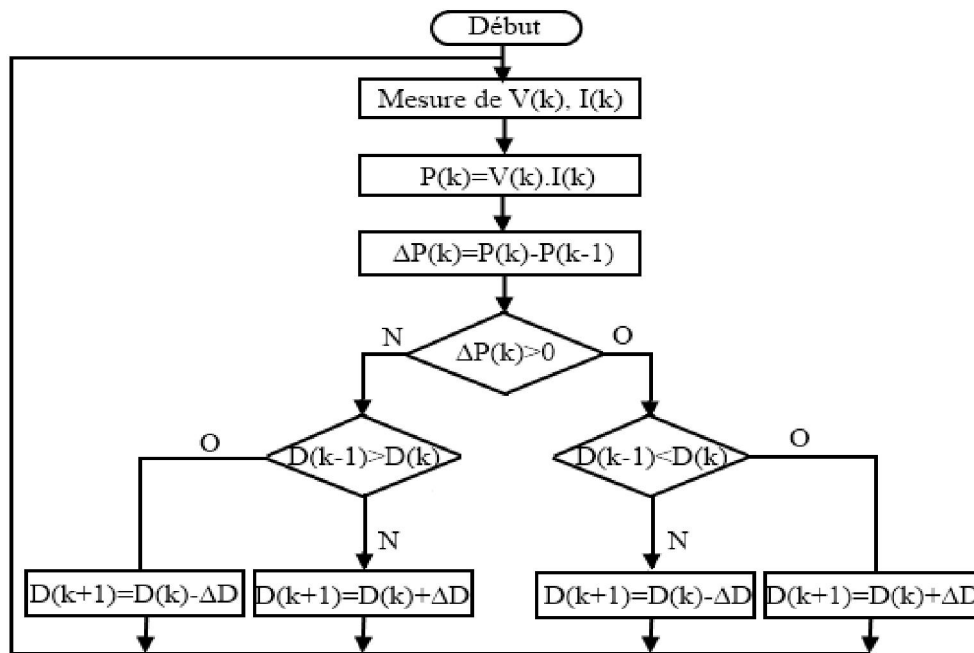 Début
Mesure de V(k), I(k)
P(k)=V(k).I(k)
ΔP(k)=P(k)-P(k-1)
N
ΔP(k)>0
O
O
D(k-1)>D(k)
D(k-1)<D(k)
O
N
N
D(k+1)=D(k)-ΔD
D(k+1)=D(k)+ΔD
D(k+1)=D(k)-ΔD
D(k+1)=D(k)+ΔD